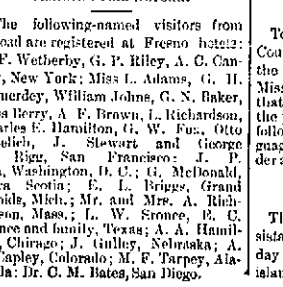 The following-named visitors from
oad are registered at Fresno hotels:
F. Wetherby, G. P. Riley, A. C. Can-
, New York; Miss L. Adams, G. H.
uerdey, William Johns, G. N. Baker,
ss Berry, A. F. Brown, L. Richardson,
arles E. Hamilton, G. W. Fox, Otto
elich, J. Stewart and George
Rigg, San Francisco; J. P.
, Washington, D. C.; G. McDonald,
va Scotia; E. L. Briggs, Grand
pids, Mich.; Mr. and Mrs. A. Rich-
son, Mass.; L. W. Sronce, E. C.
nce and family, Texas; A. A. Hamil-
, Chicago; J. Gulley, Nebraska; A.
Capley, Colorado; M. F. Tarpey, Ala-
da; Dr. C. M. Bates, San Diego.
To
Cou
the
Miss
that
the
follo
guag
der a
Th
sista
day
islan